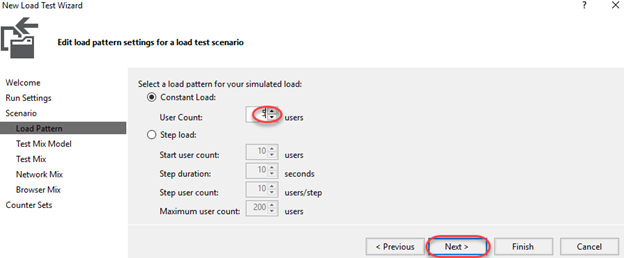 New Load Test Wizard
Edit load pattern settings for a load test scenario
Welcome
Run Settings
Scenario
Load Pattern
Test Mix Model
Test Mix
Network Mix
Browser Mix
Counter Sets
Select a load pattern for your simulated load:
Constant Load:
User Count: users
Step load:
Start user count: 10 users
Step duration: 10 seconds
Step user count: 10 users/step
Maximum user count: 200 users
< Previous Next > Finish Cancel